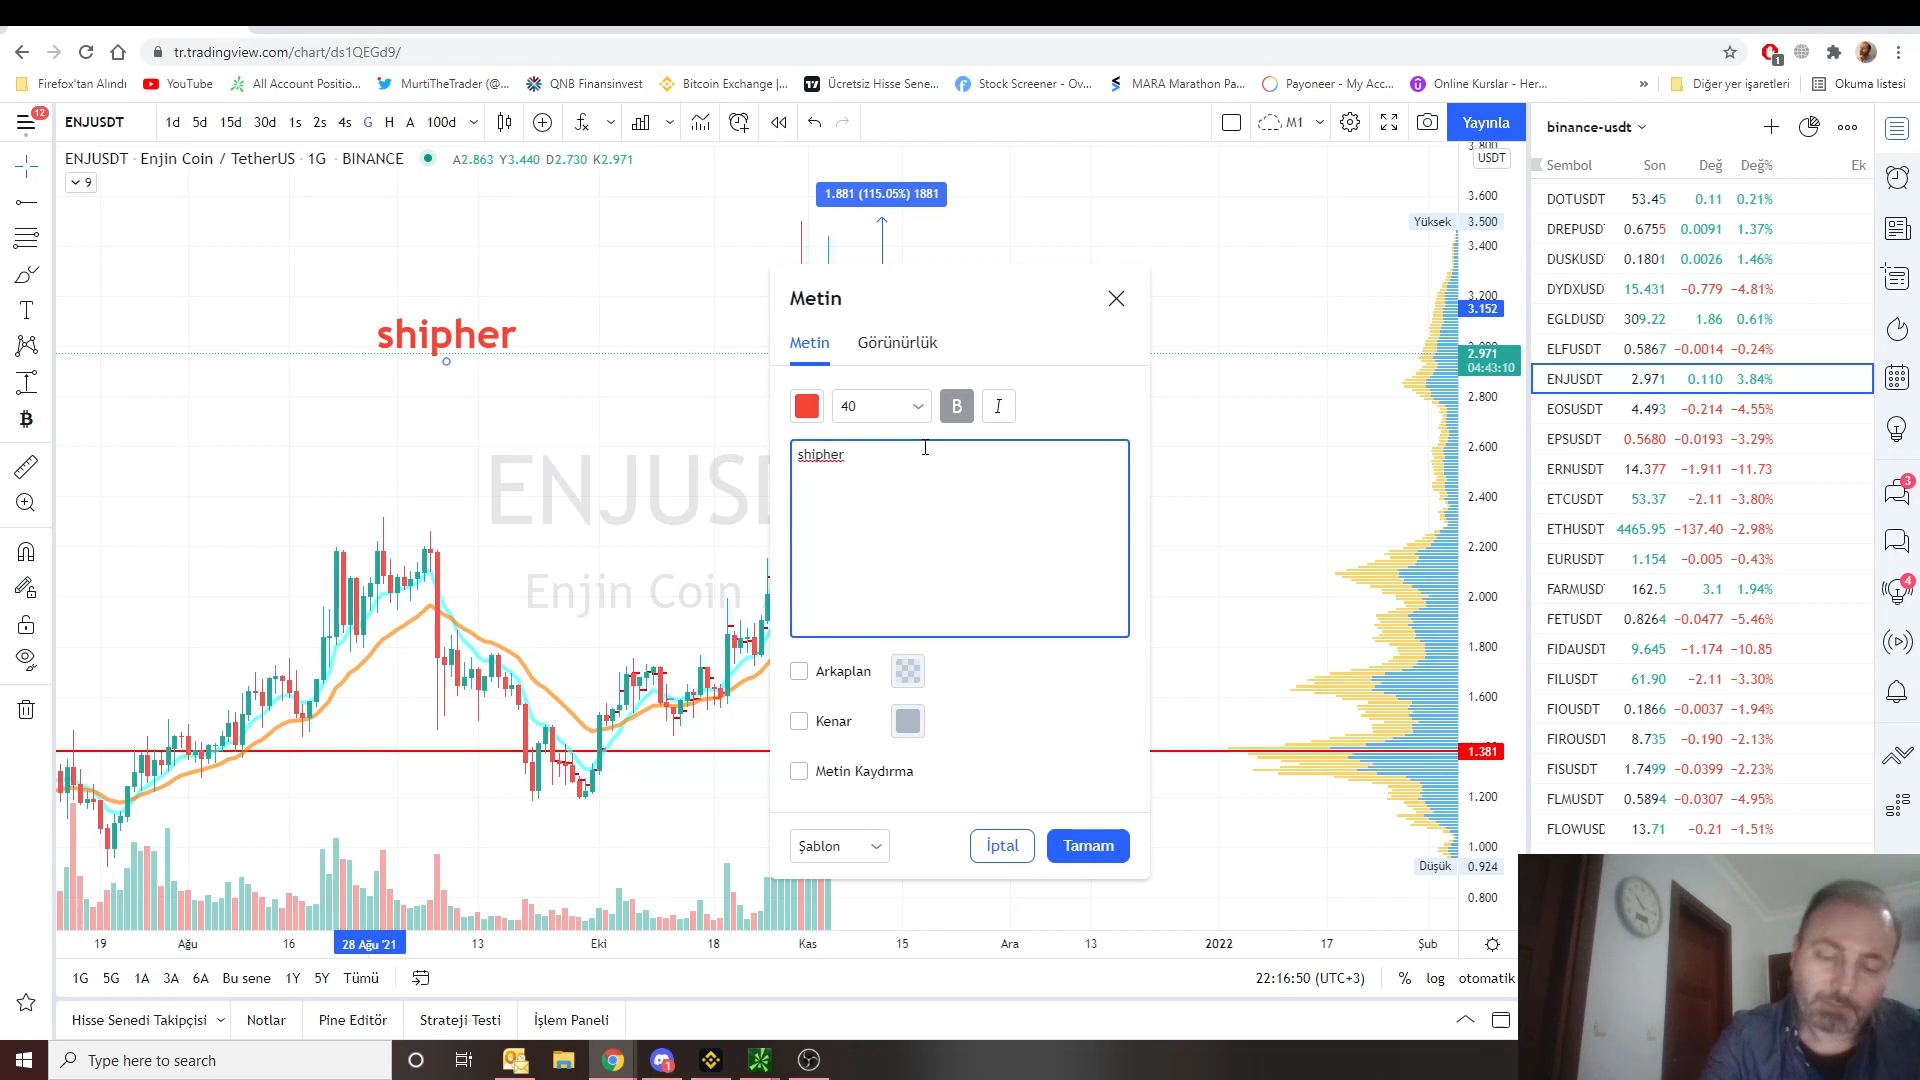 tr.tradingview.com/chart/ds1QEGd9/
1
Firefox'tan Alındı YouTube All Account Positio... MurtiTheTrader (@... QNB Finansinvest Bitcoin Exchange |... Ücretsiz Hisse Sene... Stock Screener - Ov... MARA Marathon Pa... Payoneer - My Acc... Online Kurslar - Her... » Diğer yer işaretleri Okuma listesi
12 ENJUSDT 1d 5d 15d 30d 1s 2s 4s G H A 100d M1 Yayınla binance-usdt
ENJUSDT · Enjin Coin / TetherUS · 1G · BINANCE A2.863 Y3.440 D2.730 K2.971
USDT
9
Sembol Son Değ Değ% Ek
DOTUSDT 53.45 0.11 0.21%
DREPUSD 0.6755 0.0091 1.37%
DUSKUSD 0.1801 0.0026 1.46%
DYDXUSD 15.431 −0.779 −4.81%
EGLDUSD 309.22 1.86 0.61%
ELFUSDT 0.5867 −0.0014 −0.24%
ENJUSDT 2.971 0.110 3.84%
EOSUSDT 4.493 −0.214 −4.55%
EPSUSDT 0.5680 −0.0193 −3.29%
ERNUSDT 14.377 −1.911 −11.73
ETCUSDT 53.37 −2.11 −3.80%
ETHUSDT 4465.95 −137.40 −2.98%
EURUSDT 1.154 −0.005 −0.43%
FARMUSD 162.5 3.1 1.94%
FETUSDT 0.8264 −0.0477 −5.46%
FIDAUSDT 9.645 −1.174 −10.85
FILUSDT 61.90 −2.11 −3.30%
FIOUSDT 0.1866 −0.0037 −1.94%
FIROUSDT 8.735 −0.190 −2.13%
FISUSDT 1.7499 −0.0399 −2.23%
FLMUSDT 0.5894 −0.0307 −4.95%
FLOWUSD 13.71 −0.21 −1.51%
3
4
1.881 (115.05%) 1881
shipher
ENJUSD
Enjin Coin
Metin
Metin Görünürlük
40 B I
shipher
Arkaplan
Kenar
Metin Kaydırma
Şablon İptal Tamam
3.800
3.600
Yüksek 3.500
3.400
3.200
3.152
2.971
04:43:10
2.800
2.600
2.400
2.200
2.000
1.800
1.600
1.381
1.200
1.000
Düşük 0.924
0.800
19 Ağu 16 28 Ağu '21 13 Eki 18 Kas 15 Ara 13 2022 17 Şub
1G 5G 1A 3A 6A Bu sene 1Y 5Y Tümü 22:16:50 (UTC+3) % log otomatik
Hisse Senedi Takipçisi Notlar Pine Editör Strateji Testi İşlem Paneli
Type here to search
1